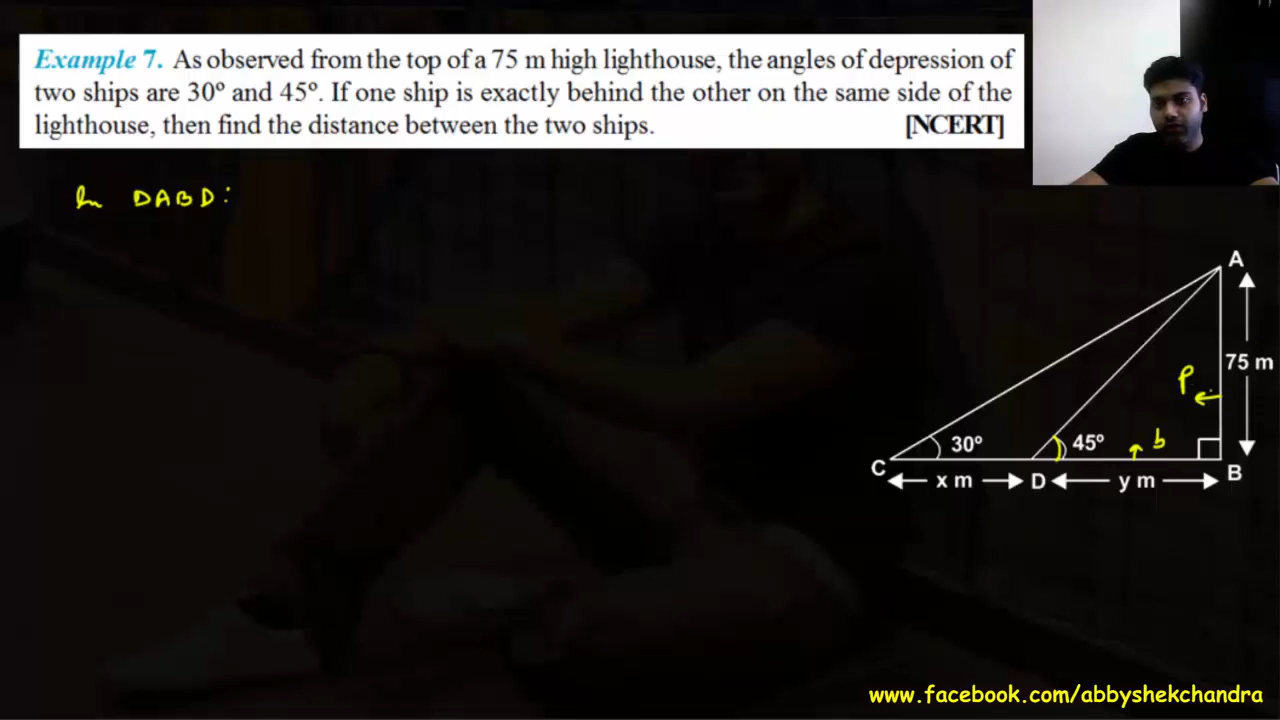 Example 7. As observed from the top of a 75 m high lighthouse, the angles of depression of
two ships are 30° and 45°. If one ship is exactly behind the other on the same side of the
lighthouse, then find the distance between the two ships. [NCERT]
In DABD:
A
75 m
P
30°
45°
b
C
x m
D
y m
B
www.facebook.com/abbyshekchandra